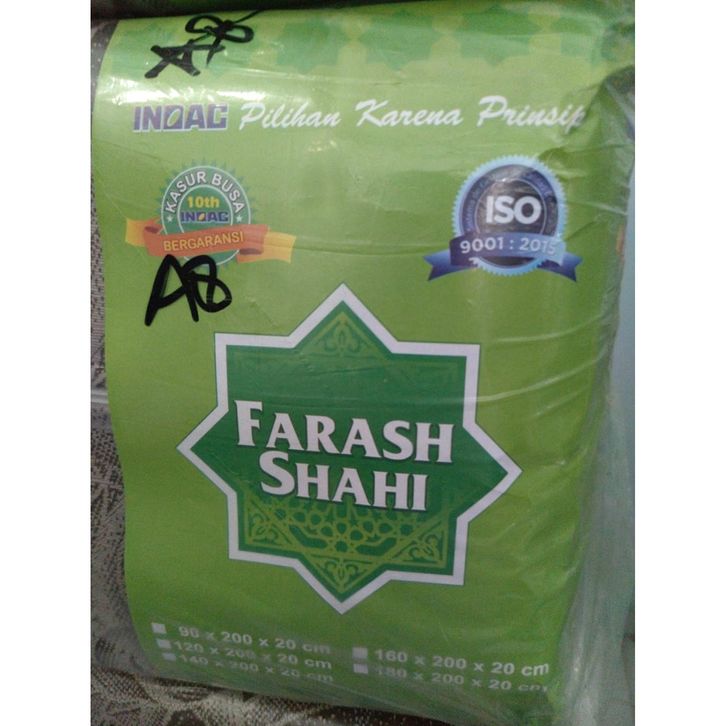 INOAC Pilihan Karena Prinsip
KASUR BUSA
10th
INOAC
BERGARANSI
ISO
9001 : 2015
A8
FARASH
SHAHI
90 x 200 x 20 cm
120 x 200 x 20 cm
140 x 200 x 20 cm
160 x 200 x 20 cm
180 x 200 x 20 cm